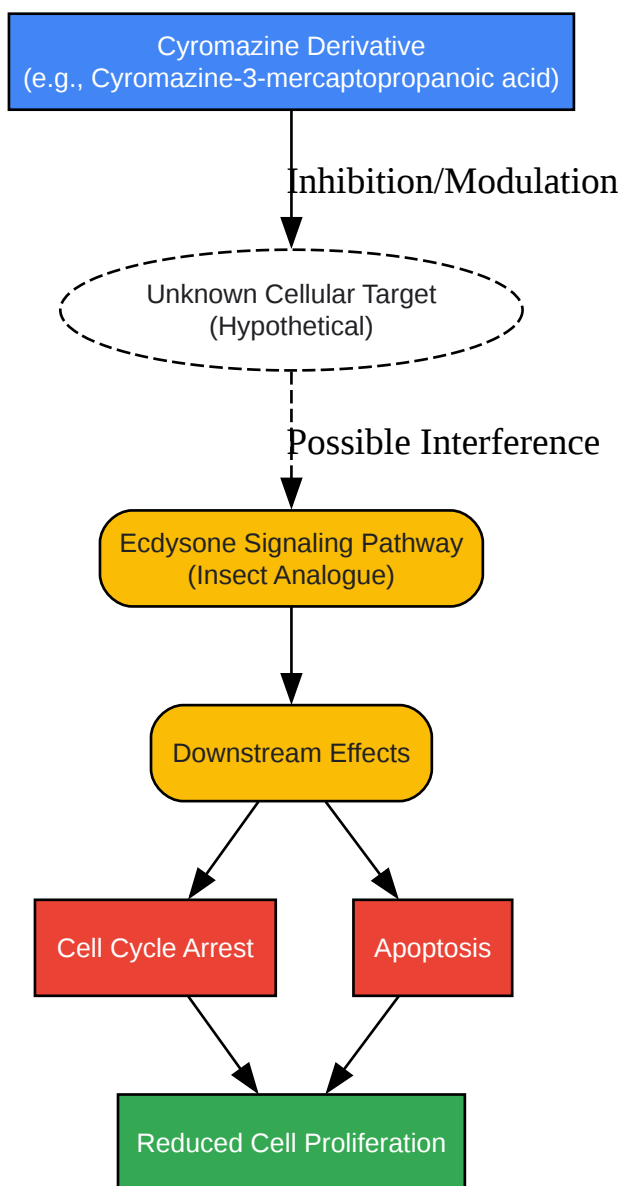 Cyromazine Derivative
(e.g., Cyromazine-3-mercaptopropanoic acid)
Inhibition/Modulation
Unknown Cellular Target
(Hypothetical)
Possible Interference
Ecdysone Signaling Pathway
(Insect Analogue)
Downstream Effects
Cell Cycle Arrest
Apoptosis
Reduced Cell Proliferation